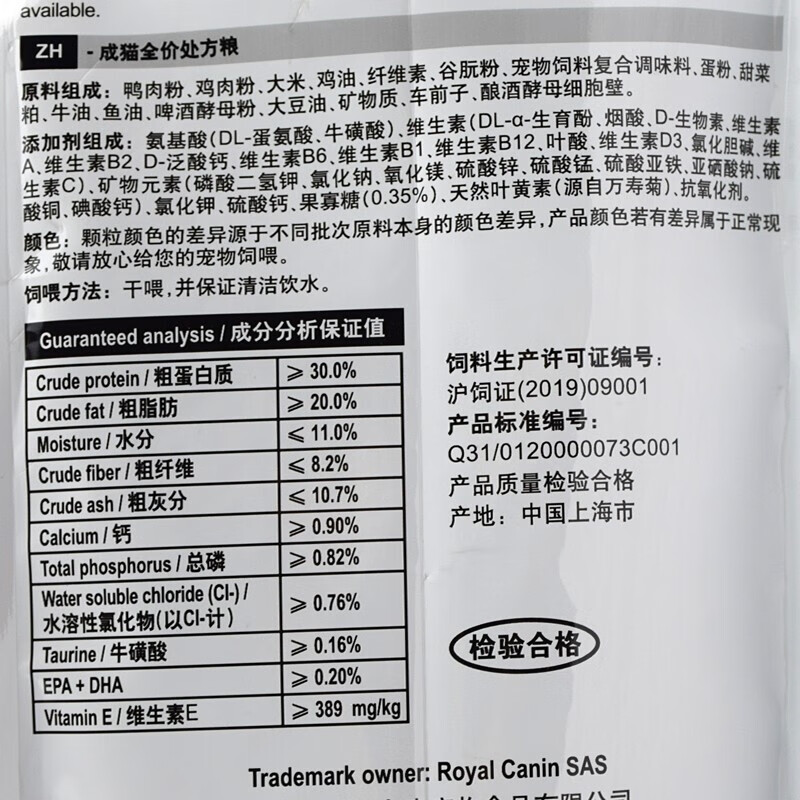 available.
ZH - 成猫全价处方粮
原料组成：鸭肉粉、鸡肉粉、大米、鸡油、纤维素、谷朊粉、宠物饲料复合调味料、蛋粉、甜菜
粕、牛油、鱼油、啤酒酵母粉、大豆油、矿物质、车前子、酿酒酵母细胞壁。
添加剂组成：氨基酸(DL-蛋氨酸、牛磺酸)、维生素(DL-α-生育酚、烟酸、D-生物素、维生素
A、维生素B2、D-泛酸钙、维生素B6、维生素B1、维生素B12、叶酸、维生素D3、氯化胆碱、维
生素C)、矿物元素(磷酸二氢钾、氯化钠、氧化镁、硫酸锌、硫酸锰、硫酸亚铁、亚硒酸钠、硫
酸铜、碘酸钙)、氯化钾、硫酸钙、果寡糖(0.35%)、天然叶黄素(源自万寿菊)、抗氧化剂。
颜色：颗粒颜色的差异源于不同批次原料本身的颜色差异,产品颜色若有差异属于正常现
象,敬请放心给您的宠物饲喂。
饲喂方法：干喂,并保证清洁饮水。
Guaranteed analysis / 成分分析保证值
Crude protein / 粗蛋白质 ⩾ 30.0%
Crude fat / 粗脂肪 ⩾ 20.0%
Moisture / 水分 ⩽ 11.0%
Crude fiber / 粗纤维 ⩽ 8.2%
Crude ash / 粗灰分 ⩽ 10.7%
Calcium / 钙 ⩾ 0.90%
Total phosphorus / 总磷 ⩾ 0.82%
Water soluble chloride (Cl-) /
水溶性氯化物(以Cl-计) ⩾ 0.76%
Taurine / 牛磺酸 ⩾ 0.16%
EPA + DHA ⩾ 0.20%
Vitamin E / 维生素E ⩾ 389 mg/kg
饲料生产许可证编号：
沪饲证(2019)09001
产品标准编号：
Q31/0120000073C001
产品质量检验合格
产地：中国上海市
检验合格
Trademark owner: Royal Canin SAS